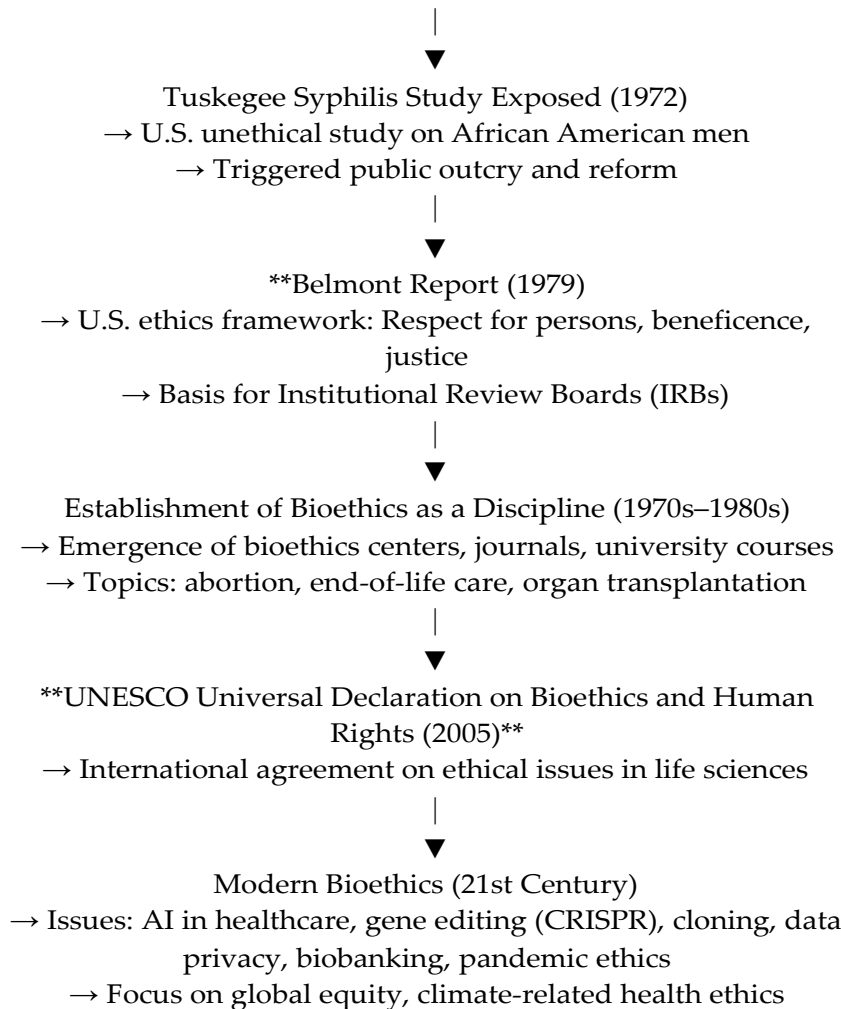 |
▼
Tuskegee Syphilis Study Exposed (1972)
→ U.S. unethical study on African American men
→ Triggered public outcry and reform
|
▼
**Belmont Report (1979)
→ U.S. ethics framework: Respect for persons, beneficence,
justice
→ Basis for Institutional Review Boards (IRBs)
|
▼
Establishment of Bioethics as a Discipline (1970s–1980s)
→ Emergence of bioethics centers, journals, university courses
→ Topics: abortion, end-of-life care, organ transplantation
|
▼
**UNESCO Universal Declaration on Bioethics and Human
Rights (2005)**
→ International agreement on ethical issues in life sciences
|
▼
Modern Bioethics (21st Century)
→ Issues: AI in healthcare, gene editing (CRISPR), cloning, data
privacy, biobanking, pandemic ethics
→ Focus on global equity, climate-related health ethics